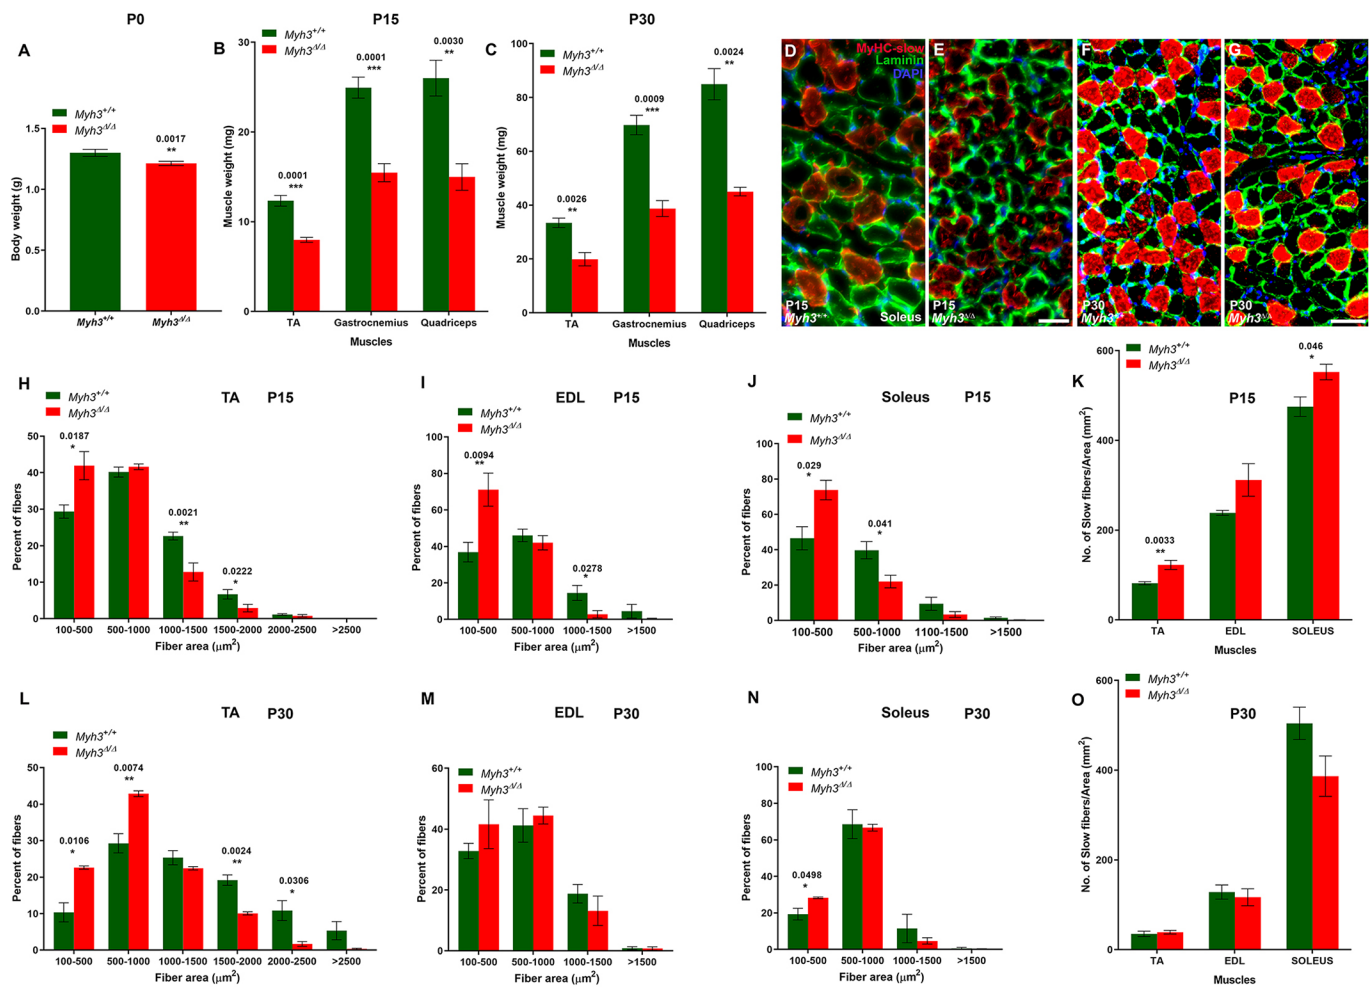 P0
A
Myh3+/+
Myh3Δ/Δ
0.0017
**
Body weight (g)
1.5
1.0
0.5
0.0
Myh3+/+
Myh3Δ/Δ
P15
B
Myh3+/+
Myh3Δ/Δ
Muscle weight (mg)
30
20
10
0
0.0001
***
0.0001
***
0.0030
**
TA
Gastrocnemius
Quadriceps
Muscles
P30
C
Myh3+/+
Myh3Δ/Δ
Muscle weight (mg)
100
80
60
40
20
0
0.0026
**
0.0009
***
0.0024
**
TA
Gastrocnemius
Quadriceps
Muscles
D
MyHC-slow
Laminin
DAPI
P15
Myh3+/+
Soleus
E
P15
Myh3Δ/Δ
F
P30
Myh3+/+
G
P30
Myh3Δ/Δ
H
TA P15
Myh3+/+
Myh3Δ/Δ
Percent of fibers
50
40
30
20
10
0
0.0187
*
0.0021
**
0.0222
*
100-500
500-1000
1000-1500
1500-2000
2000-2500
>2500
Fiber area (µm2)
I
EDL P15
Myh3+/+
Myh3Δ/Δ
Percent of fibers
100
80
60
40
20
0
0.0094
**
0.0278
*
100-500
500-1000
1000-1500
>1500
Fiber area (µm2)
J
Soleus P15
Myh3+/+
Myh3Δ/Δ
Percent of fibers
100
80
60
40
20
0
0.029
*
0.041
*
100-500
500-1000
1100-1500
>1500
Fiber area (µm2)
K
P15
Myh3+/+
Myh3Δ/Δ
No. of Slow fibers/Area (mm2)
600
400
200
0
0.0033
**
0.046
*
TA
EDL
SOLEUS
Muscles
L
TA P30
Myh3+/+
Myh3Δ/Δ
Percent of fibers
50
40
30
20
10
0
0.0106
*
0.0074
**
0.0024
**
0.0306
*
100-500
500-1000
1000-1500
1500-2000
2000-2500
>2500
Fiber area (µm2)
M
EDL P30
Myh3+/+
Myh3Δ/Δ
Percent of fibers
60
40
20
0
100-500
500-1000
1000-1500
>1500
Fiber area (µm2)
N
Soleus P30
Myh3+/+
Myh3Δ/Δ
Percent of fibers
100
80
60
40
20
0
0.0498
*
100-500
500-1000
1000-1500
>1500
Fiber area (µm2)
O
P30
Myh3+/+
Myh3Δ/Δ
No. of Slow fibers/Area (mm2)
600
400
200
0
TA
EDL
SOLEUS
Muscles